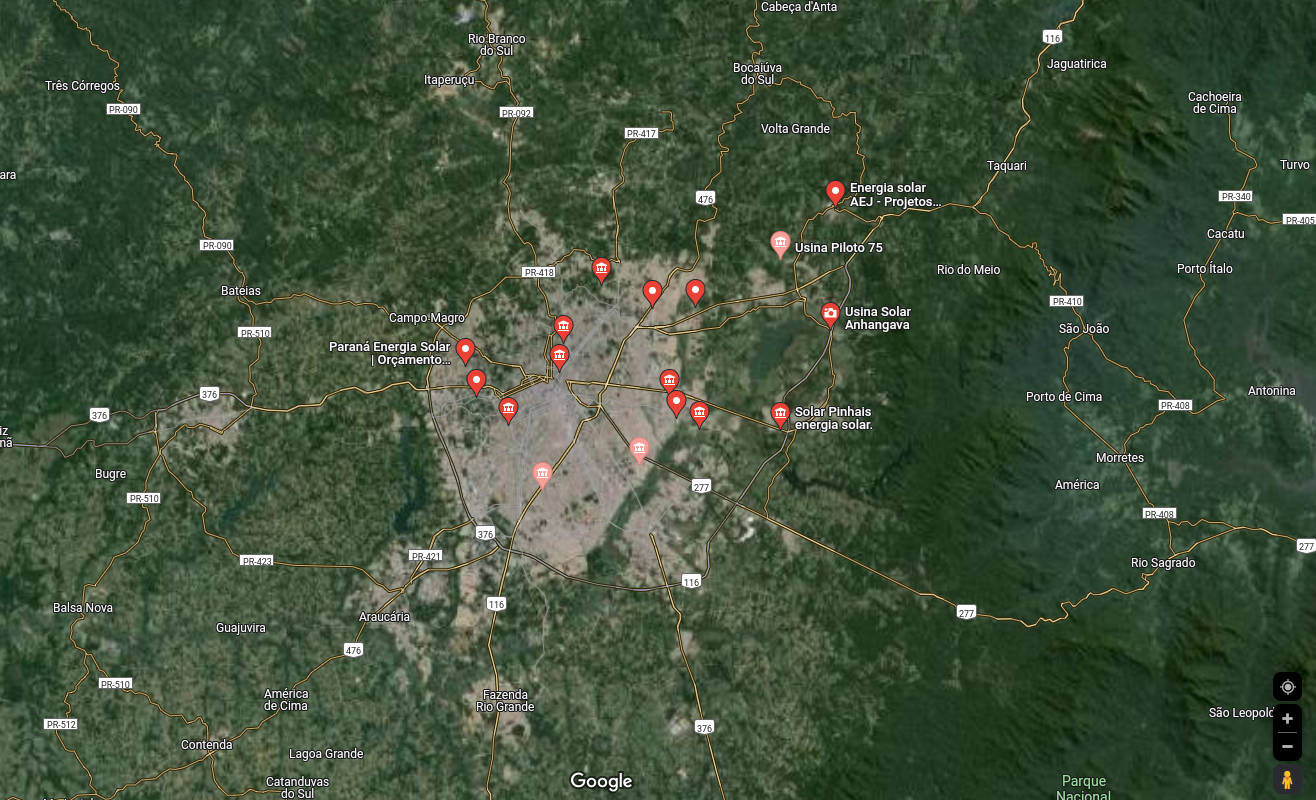 Cabeça d'Anta
Rio Branco
do Sul
116
Jaguatirica
Bocaiúva
do Sul
Itaperuçu
Três Córregos
Cachoeira
de Cima
PR-090
PR-092
PR-417
Volta Grande
Taquari
Turvo
ara
Energia solar
AEJ - Projetos...
476
PR-340
PR-405
Cacatu
PR-090
Usina Piloto 75
PR-418
Rio do Meio
Porto Ítalo
Bateias
PR-410
Campo Magro
Usina Solar
Anhangava
São João
PR-510
Paraná Energia Solar
| Orçamento...
376
Antonina
Porto de Cima
PR-408
376
Solar Pinhais
energia solar.
iz
nã
Morretes
Bugre
277
América
PR-510
PR-408
376
277
PR-421
PR-423
Rio Sagrado
116
116
Balsa Nova
277
Araucária
Guajuvira
476
PR-510
América
de Cima
Fazenda
Rio Grande
São Leopold
PR-512
376
Contenda
Lagoa Grande
Catanduvas
do Sul
Google
Parque
Nacional